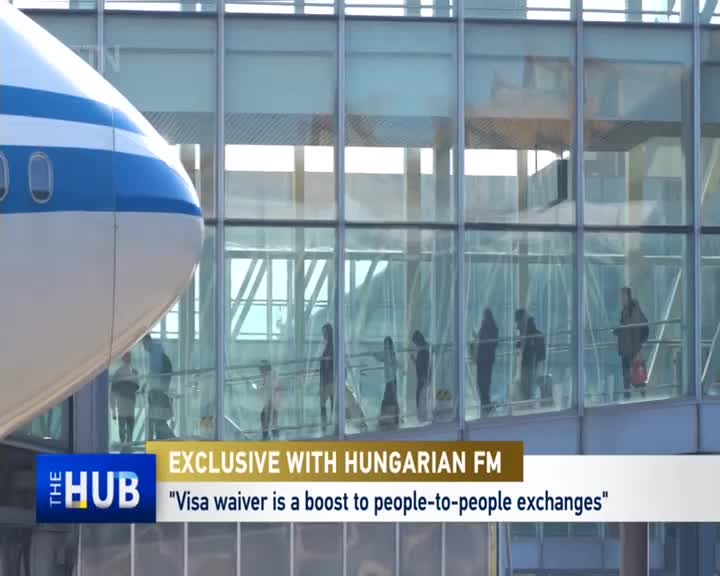 EXCLUSIVE WITH HUNGARIAN FM
THE HUB
"Visa waiver is a boost to people-to-people exchanges"